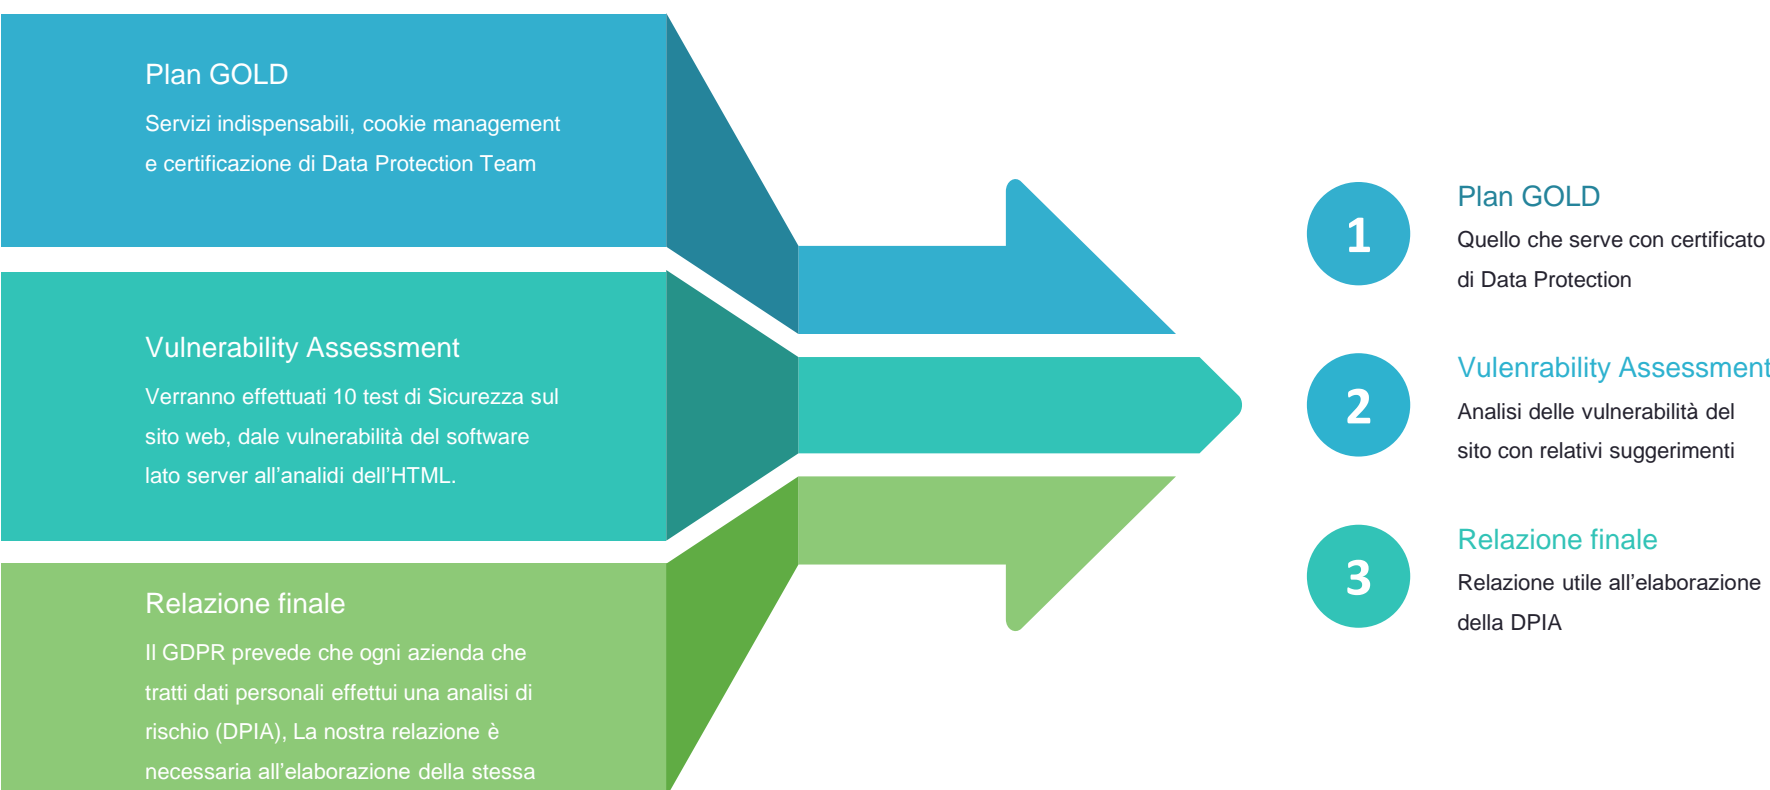 Plan GOLD
Servizi indispensabili, cookie management
e certificazione di Data Protection Team
Vulnerability Assessment
Verranno effettuati 10 test di Sicurezza sul
sito web, dale vulnerabilità del software
lato server all’analidi dell’HTML.
Relazione finale
Il GDPR prevede che ogni azienda che
tratti dati personali effettui una analisi di
rischio (DPIA), La nostra relazione è
necessaria all’elaborazione della stessa
1
Plan GOLD
Quello che serve con certificato
di Data Protection
2
Vulenrability Assessment
Analisi delle vulnerabilità del
sito con relativi suggerimenti
3
Relazione finale
Relazione utile all’elaborazione
della DPIA